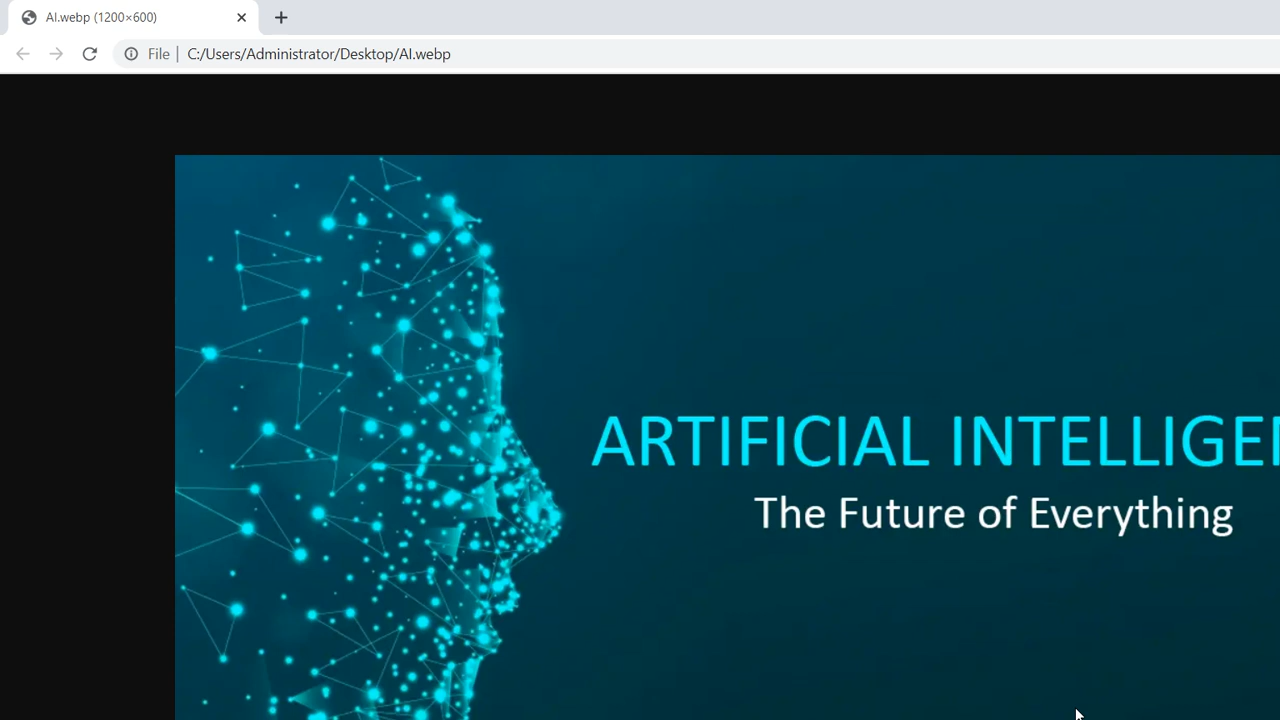 AI.webp (1200×600)
File | C:/Users/Administrator/Desktop/AI.webp
ARTIFICIAL INTELLIGE
The Future of Everything